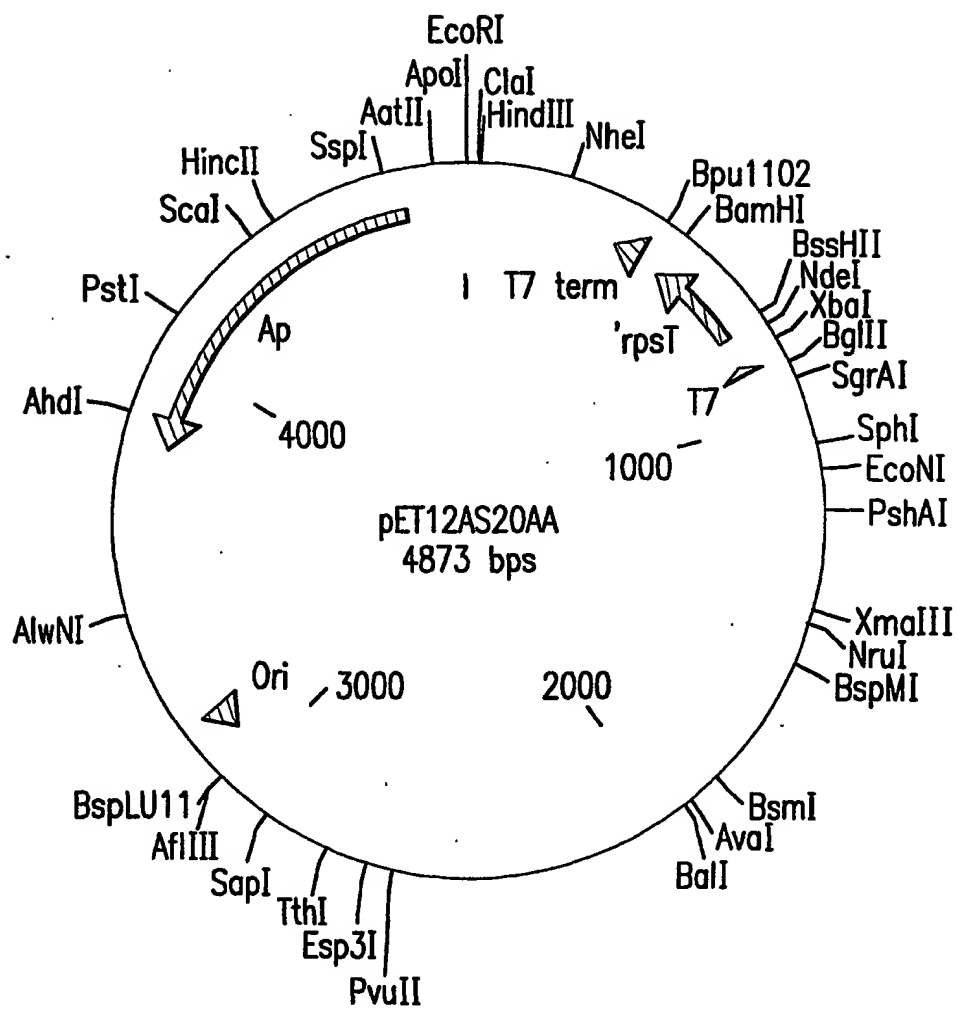 EcoRI
ApoI
ClaI
AatII
HindIII
SspI
NheI
HincII
Bpu1102
ScaI
BamHI
BssHII
NdeI
PstI
XbaI
I
T7 term
'rpsT
BglII
Ap
SgrAI
T7
AhdI
SphI
4000
1000
EcoNI
PshAI
pET12AS20AA
4873 bps
AlwNI
XmaIII
NruI
BspMI
Ori
3000
2000
BspLU11
BsmI
AflIII
AvaI
BalI
SapI
TthI
Esp3I
PvuII